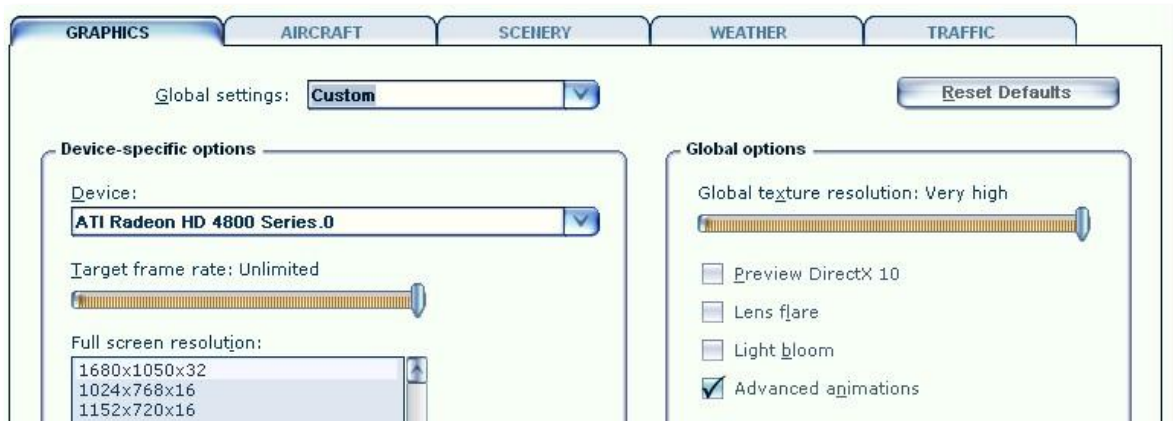 GRAPHICS AIRCRAFT SCENERY WEATHER TRAFFIC
Global settings: Custom Reset Defaults
Device-specific options
Device:
ATI Radeon HD 4800 Series.0
Target frame rate: Unlimited
Full screen resolution:
1680x1050x32
1024x768x16
1152x720x16
Global options
Global texture resolution: Very high
Preview DirectX 10
Lens flare
Light bloom
Advanced animations